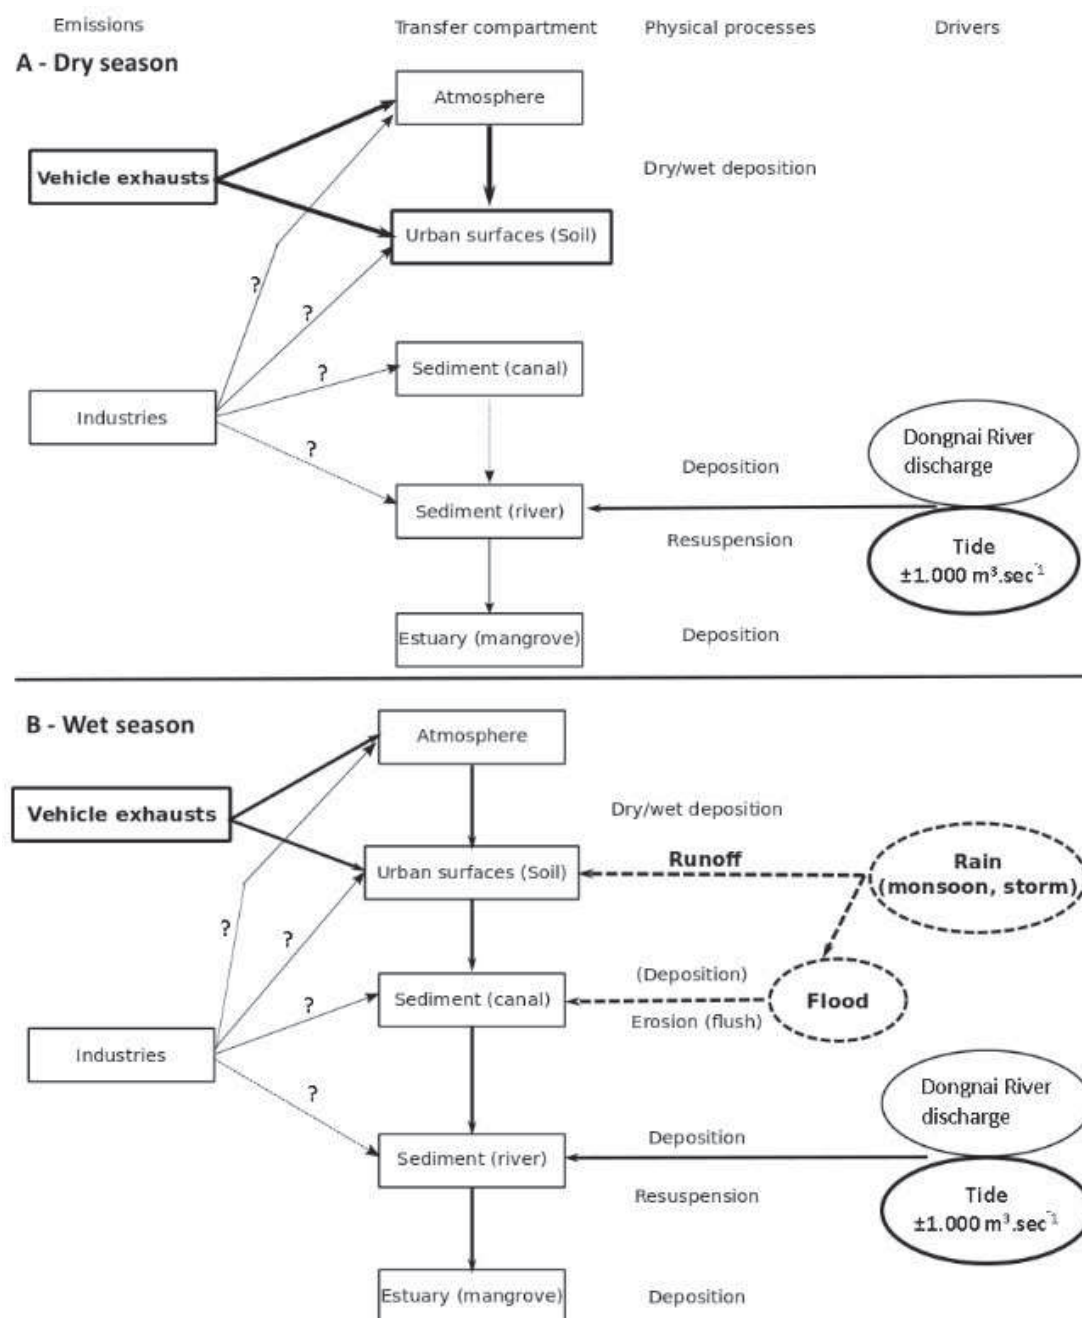 Emissions
Transfer compartment
Physical processes
Drivers
A - Dry season
Atmosphere
Vehicle exhausts
Dry/wet deposition
Urban surfaces (Soil)
?
?
Sediment (canal)
?
Industries
?
Dongnai River
discharge
Deposition
Sediment (river)
Resuspension
Tide
±1.000 m³.sec⁻¹
Estuary (mangrove)
Deposition
B - Wet season
Atmosphere
Vehicle exhausts
Dry/wet deposition
Runoff
Rain
(monsoon, storm)
Urban surfaces (Soil)
?
?
(Deposition)
Sediment (canal)
Flood
?
Erosion (flush)
Industries
?
Dongnai River
discharge
Deposition
Sediment (river)
Resuspension
Tide
±1.000 m³.sec⁻¹
Estuary (mangrove)
Deposition